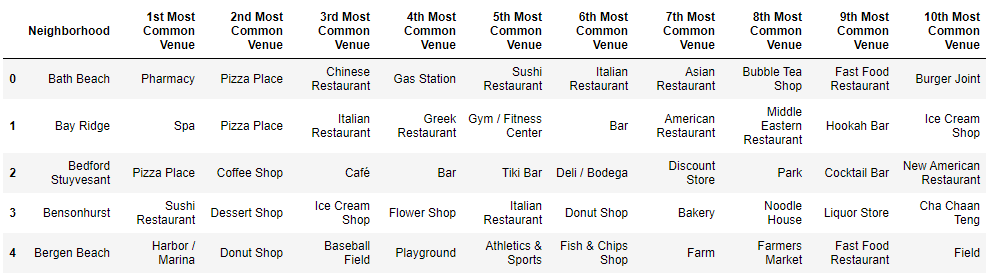 Neighborhood 1st Most Common Venue 2nd Most Common Venue 3rd Most Common Venue 4th Most Common Venue 5th Most Common Venue 6th Most Common Venue 7th Most Common Venue 8th Most Common Venue 9th Most Common Venue 10th Most Common Venue
0 Bath Beach Pharmacy Pizza Place Chinese Restaurant Gas Station Sushi Restaurant Italian Restaurant Asian Restaurant Bubble Tea Shop Fast Food Restaurant Burger Joint
1 Bay Ridge Spa Pizza Place Italian Restaurant Greek Restaurant Gym / Fitness Center Bar American Restaurant Middle Eastern Restaurant Hookah Bar Ice Cream Shop
2 Bedford Stuyvesant Pizza Place Coffee Shop Café Bar Tiki Bar Deli / Bodega Discount Store Park Cocktail Bar New American Restaurant
3 Bensonhurst Sushi Restaurant Dessert Shop Ice Cream Shop Flower Shop Italian Restaurant Donut Shop Bakery Noodle House Liquor Store Cha Chaan Teng
4 Bergen Beach Harbor / Marina Donut Shop Baseball Field Playground Athletics & Sports Fish & Chips Shop Farm Farmers Market Fast Food Restaurant Field